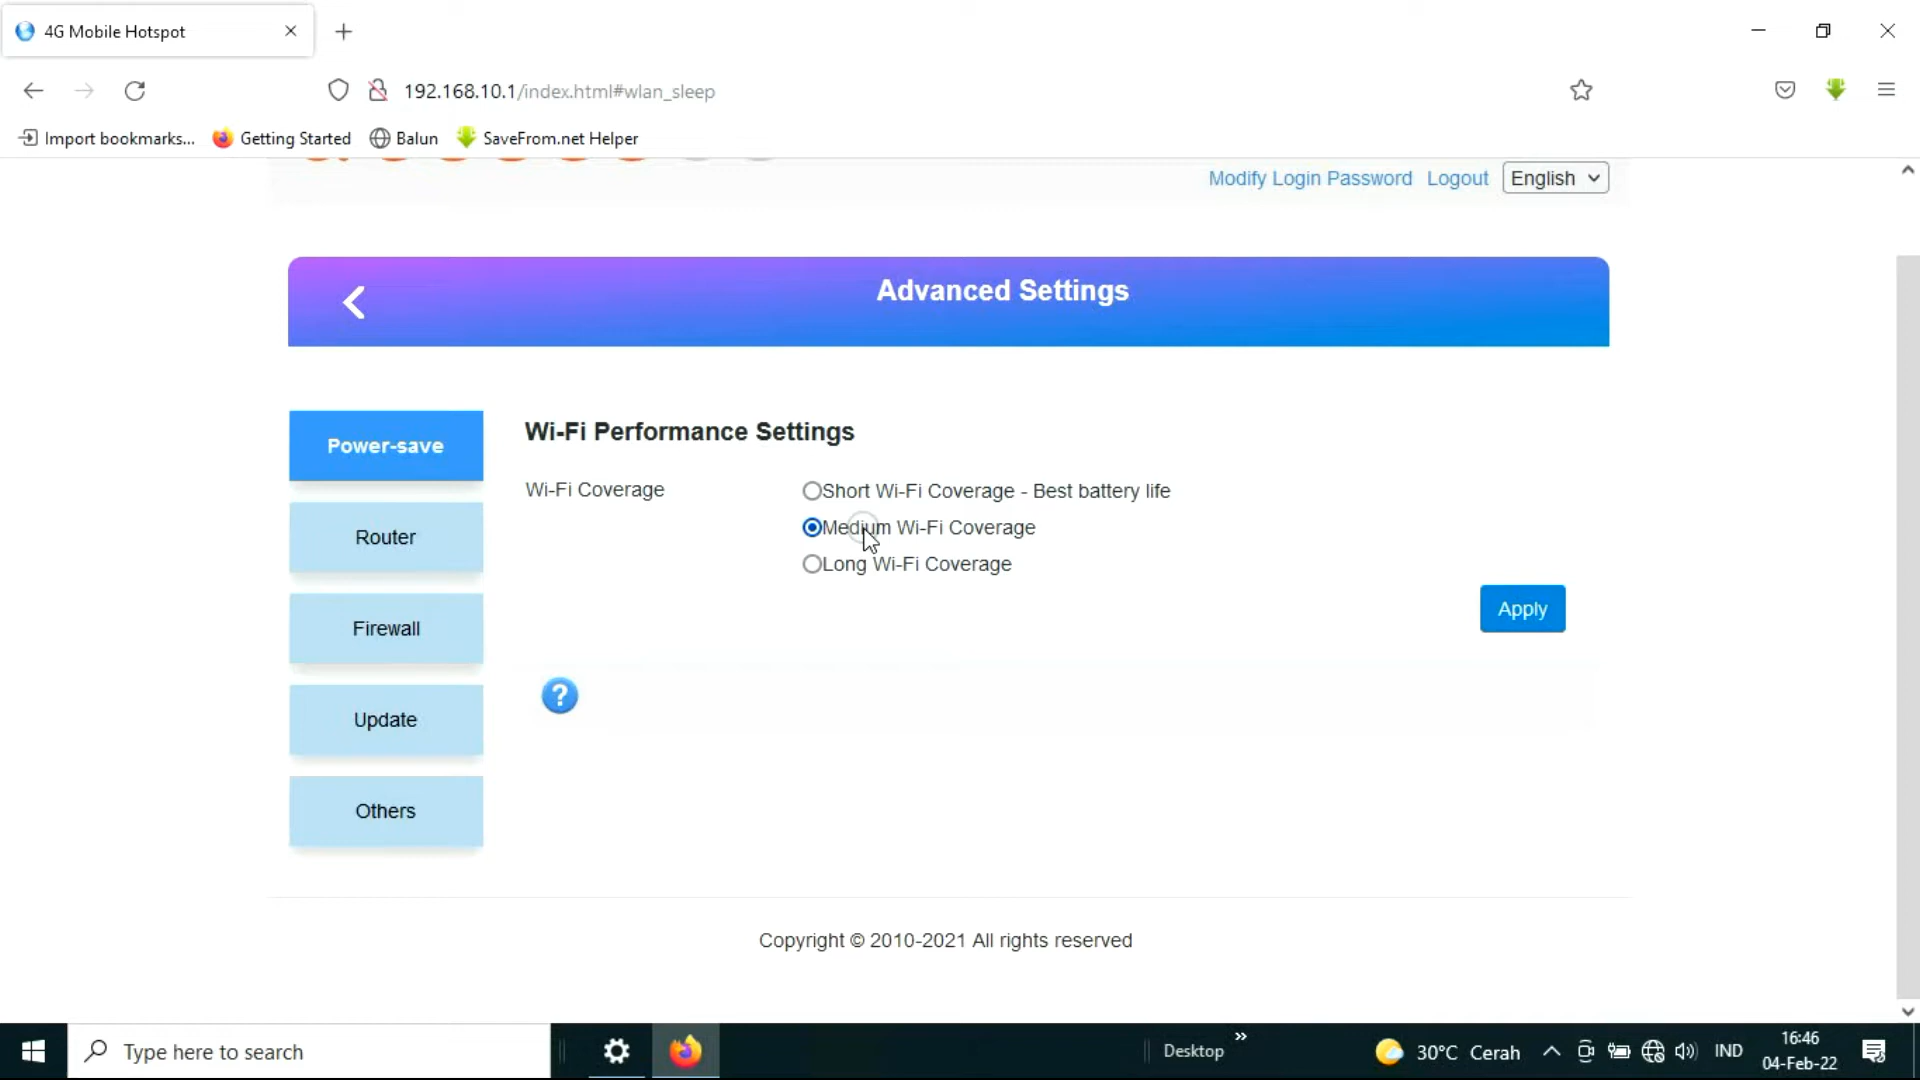 4G Mobile Hotspot
192.168.10.1/index.html#wlan_sleep
Import bookmarks... Getting Started Balun SaveFrom.net Helper
Modify Login Password Logout English
Advanced Settings
Power-save
Router
Firewall
Update
Others
Wi-Fi Performance Settings
Wi-Fi Coverage
Short Wi-Fi Coverage - Best battery life
Medium Wi-Fi Coverage
Long Wi-Fi Coverage
Apply
?
Copyright © 2010-2021 All rights reserved
Type here to search
Desktop
30°C Cerah
IND
16:46
04-Feb-22